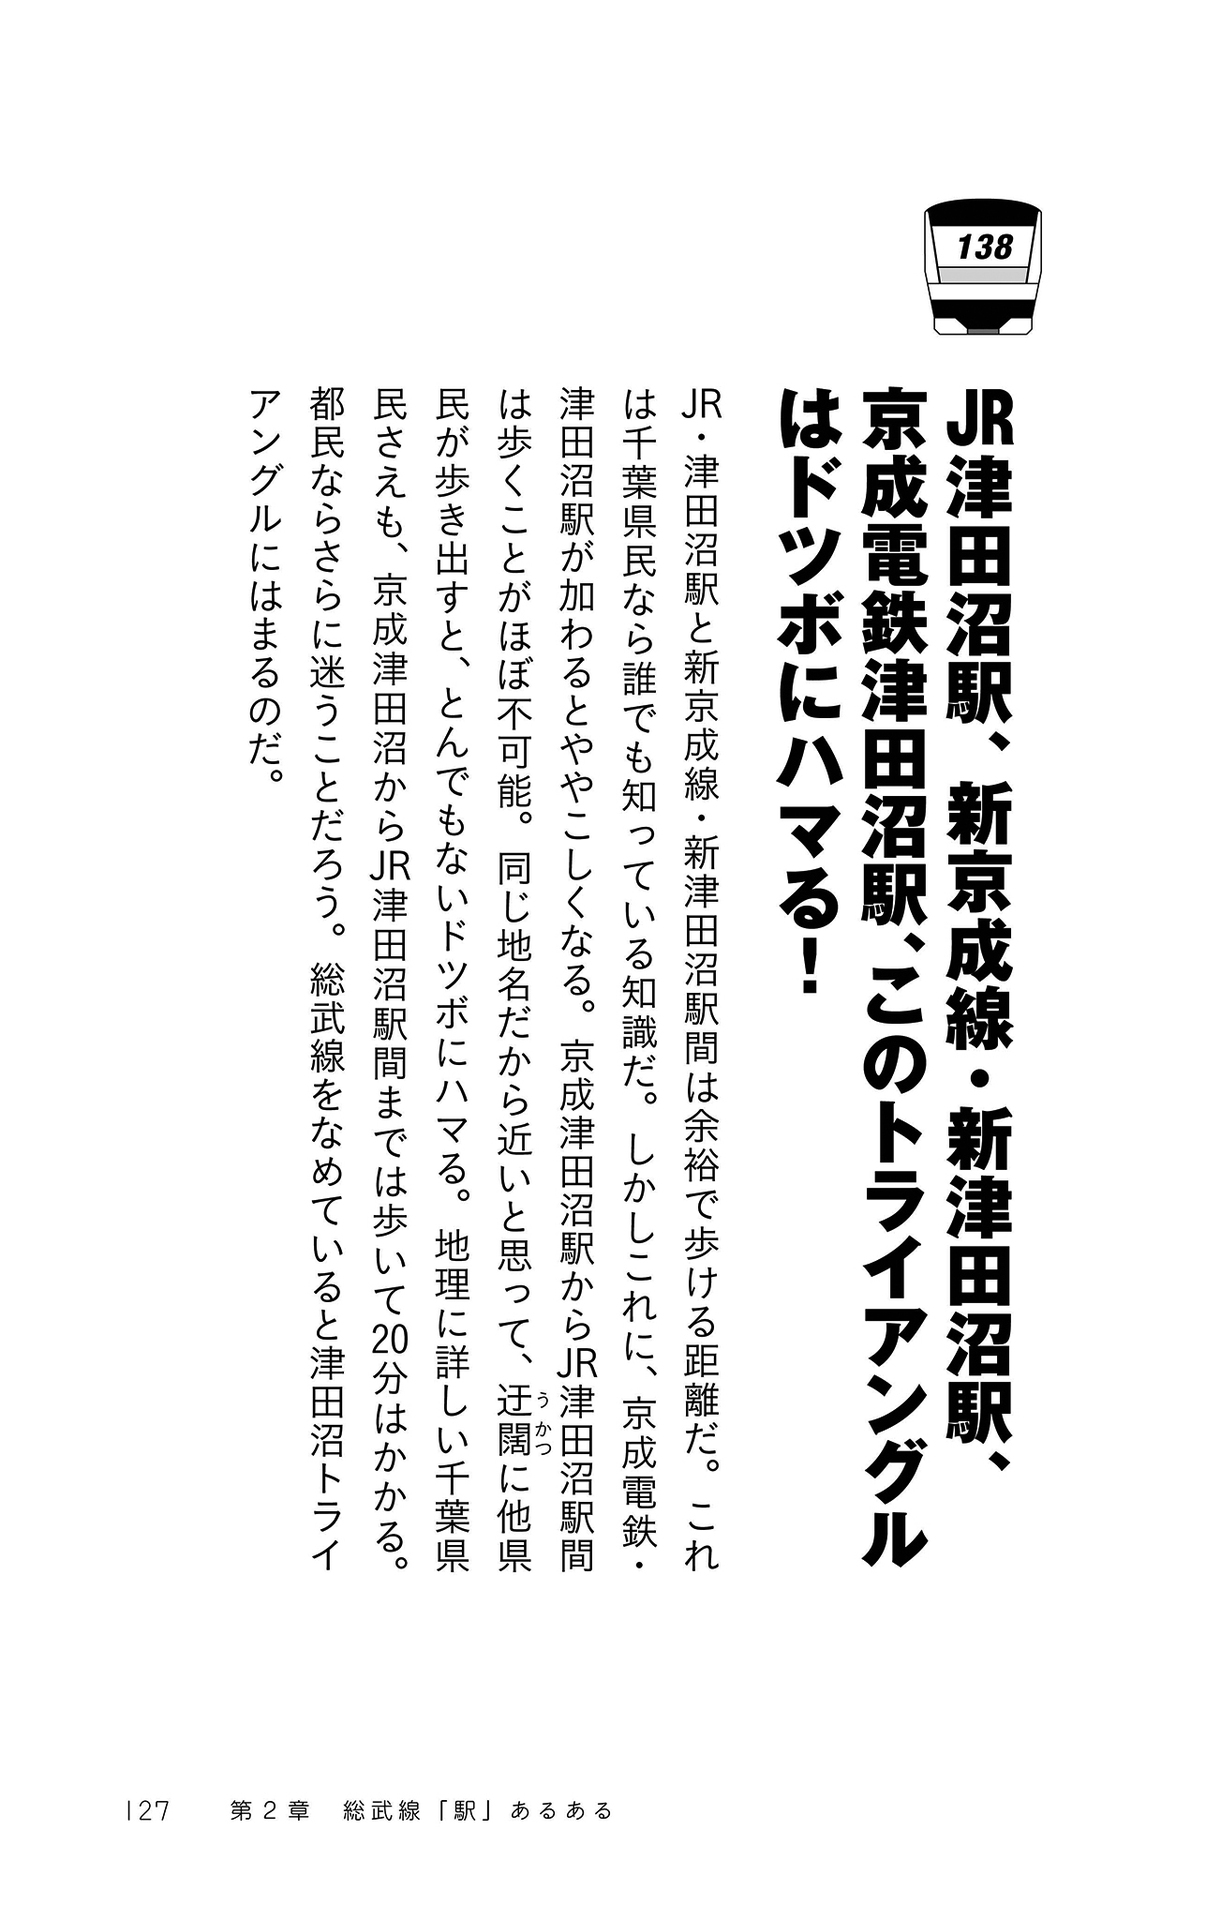 138
JR津田沼駅、新京成線・新津田沼駅、
京成電鉄津田沼駅、このトライアングル
はドツボにハマる！
JR・津田沼駅と新京成線・新津田沼駅間は余裕で歩ける距離だ。これ
は千葉県民なら誰でも知っている知識だ。しかしこれに、京成電鉄・
津田沼駅が加わるとややこしくなる。京成津田沼駅からJR津田沼駅間
は歩くことがほぼ不可能。同じ地名だから近いと思って、迂闊に他県
うかつ
民が歩き出すと、とんでもないドツボにハマる。地理に詳しい千葉県
民さえも、京成津田沼からJR津田沼駅間までは歩いて20分はかかる。
都民ならさらに迷うことだろう。総武線をなめていると津田沼トライ
アングルにはまるのだ。
127　第2章　総武線「駅」あるある